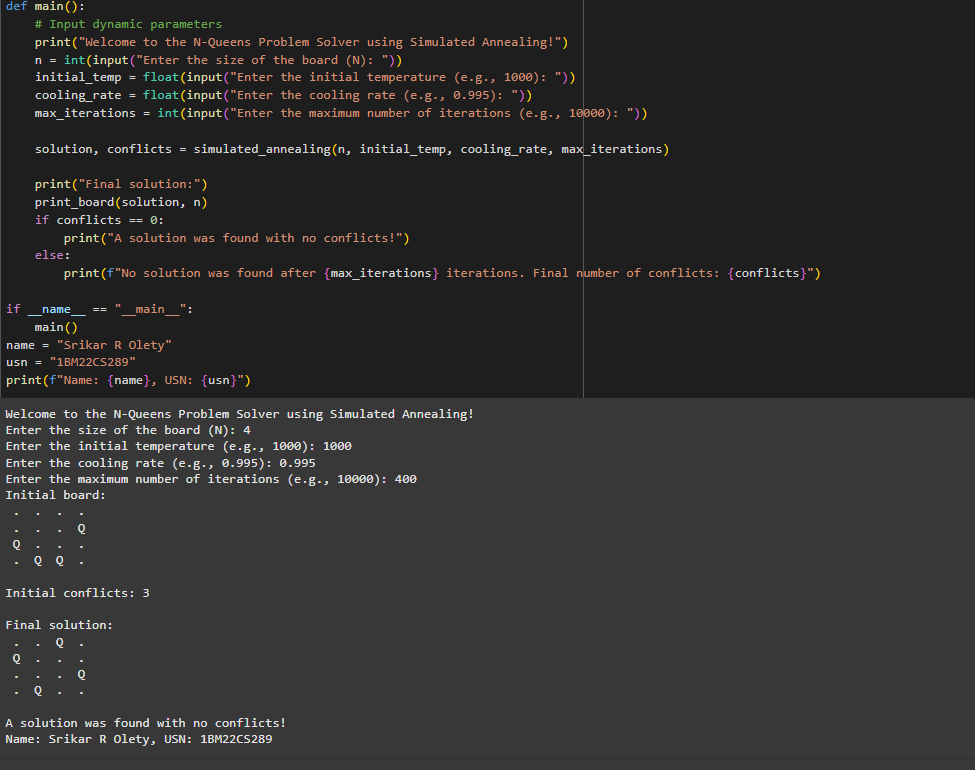 def main():
    # Input dynamic parameters
    print("Welcome to the N-Queens Problem Solver using Simulated Annealing!")
    n = int(input("Enter the size of the board (N): "))
    initial_temp = float(input("Enter the initial temperature (e.g., 1000): "))
    cooling_rate = float(input("Enter the cooling rate (e.g., 0.995): "))
    max_iterations = int(input("Enter the maximum number of iterations (e.g., 10000): "))

    solution, conflicts = simulated_annealing(n, initial_temp, cooling_rate, max_iterations)

    print("Final solution:")
    print_board(solution, n)
    if conflicts == 0:
        print("A solution was found with no conflicts!")
    else:
        print(f"No solution was found after {max_iterations} iterations. Final number of conflicts: {conflicts}")

if __name__ == "__main__":
    main()
name = "Srikar R Olety"
usn = "1BM22CS289"
print(f"Name: {name}, USN: {usn}")
Welcome to the N-Queens Problem Solver using Simulated Annealing!
Enter the size of the board (N): 4
Enter the initial temperature (e.g., 1000): 1000
Enter the cooling rate (e.g., 0.995): 0.995
Enter the maximum number of iterations (e.g., 10000): 400
Initial board:
 .  .  .  .
 .  .  .  Q
 Q  .  .  .
 .  Q  Q  .

Initial conflicts: 3

Final solution:
 .  .  Q  .
 Q  .  .  .
 .  .  .  Q
 .  Q  .  .

A solution was found with no conflicts!
Name: Srikar R Olety, USN: 1BM22CS289